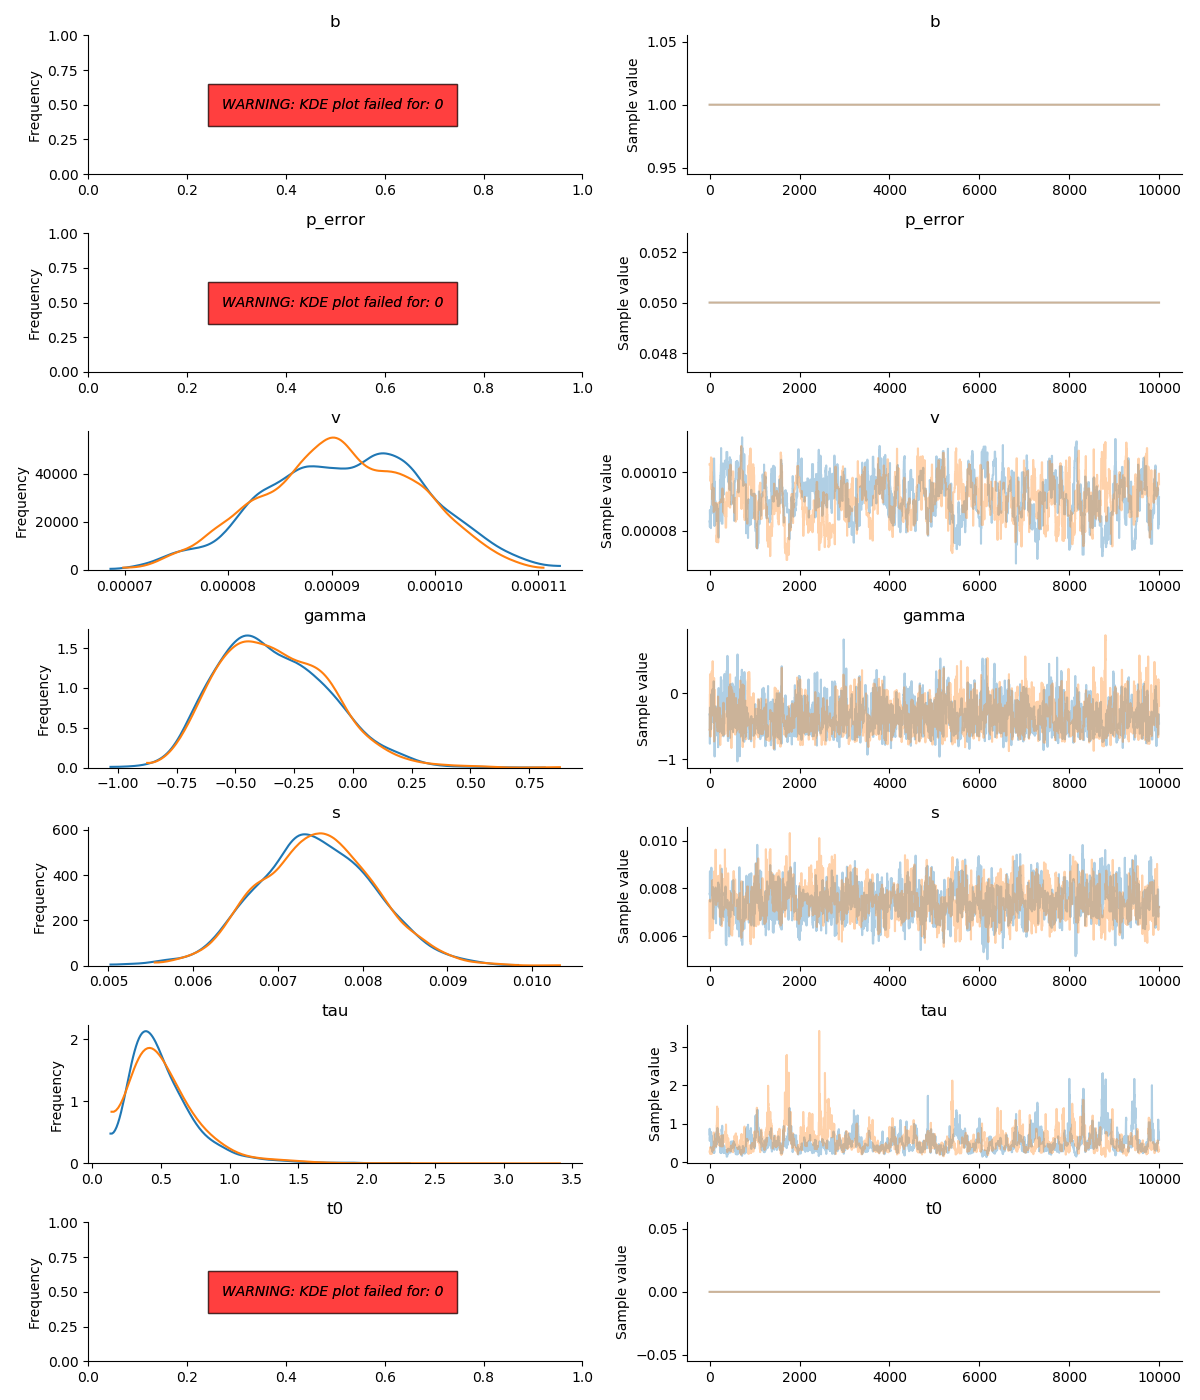 b
Frequency
1.00
0.75
0.50
0.25
0.00
WARNING: KDE plot failed for: 0
0.0 0.2 0.4 0.6 0.8 1.0
b
Sample value
1.05
1.00
0.95
0 2000 4000 6000 8000 10000
p_error
Frequency
1.00
0.75
0.50
0.25
0.00
WARNING: KDE plot failed for: 0
0.0 0.2 0.4 0.6 0.8 1.0
p_error
Sample value
0.052
0.050
0.048
0 2000 4000 6000 8000 10000
v
Frequency
40000
20000
0
0.00007 0.00008 0.00009 0.00010 0.00011
v
Sample value
0.00010
0.00008
0 2000 4000 6000 8000 10000
gamma
Frequency
1.5
1.0
0.5
0.0
−1.00 −0.75 −0.50 −0.25 0.00 0.25 0.50 0.75
gamma
Sample value
0
−1
0 2000 4000 6000 8000 10000
s
Frequency
600
400
200
0
0.005 0.006 0.007 0.008 0.009 0.010
s
Sample value
0.010
0.008
0.006
0 2000 4000 6000 8000 10000
tau
Frequency
2
1
0
0.0 0.5 1.0 1.5 2.0 2.5 3.0 3.5
tau
Sample value
3
2
1
0
0 2000 4000 6000 8000 10000
t0
Frequency
1.00
0.75
0.50
0.25
0.00
WARNING: KDE plot failed for: 0
0.0 0.2 0.4 0.6 0.8 1.0
t0
Sample value
0.05
0.00
−0.05
0 2000 4000 6000 8000 10000